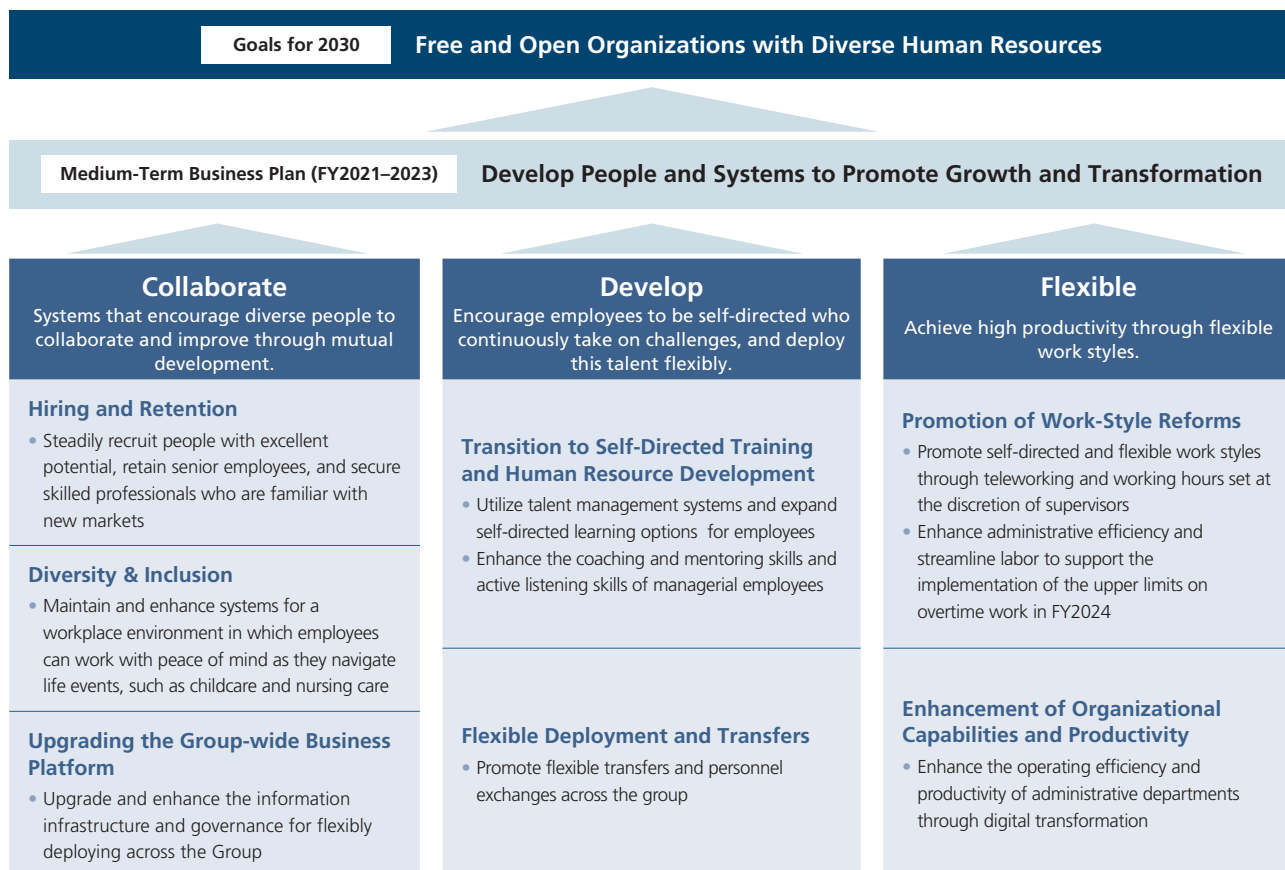 Goals for 2030
Free and Open Organizations with Diverse Human Resources
Medium-Term Business Plan (FY2021–2023)
Develop People and Systems to Promote Growth and Transformation
Collaborate
Systems that encourage diverse people to
collaborate and improve through mutual
development.
Hiring and Retention
• Steadily recruit people with excellent
potential, retain senior employees, and secure
skilled professionals who are familiar with
new markets
Diversity & Inclusion
• Maintain and enhance systems for a
workplace environment in which employees
can work with peace of mind as they navigate
life events, such as childcare and nursing care
Upgrading the Group-wide Business
Platform
• Upgrade and enhance the information
infrastructure and governance for flexibly
deploying across the Group
Develop
Encourage employees to be self-directed who
continuously take on challenges, and deploy
this talent flexibly.
Transition to Self-Directed Training
and Human Resource Development
• Utilize talent management systems and expand
self-directed learning options for employees
• Enhance the coaching and mentoring skills and
active listening skills of managerial employees
Flexible Deployment and Transfers
• Promote flexible transfers and personnel
exchanges across the group
Flexible
Achieve high productivity through flexible
work styles.
Promotion of Work-Style Reforms
• Promote self-directed and flexible work styles
through teleworking and working hours set at
the discretion of supervisors
• Enhance administrative efficiency and
streamline labor to support the
implementation of the upper limits on
overtime work in FY2024
Enhancement of Organizational
Capabilities and Productivity
• Enhance the operating efficiency and
productivity of administrative departments
through digital transformation